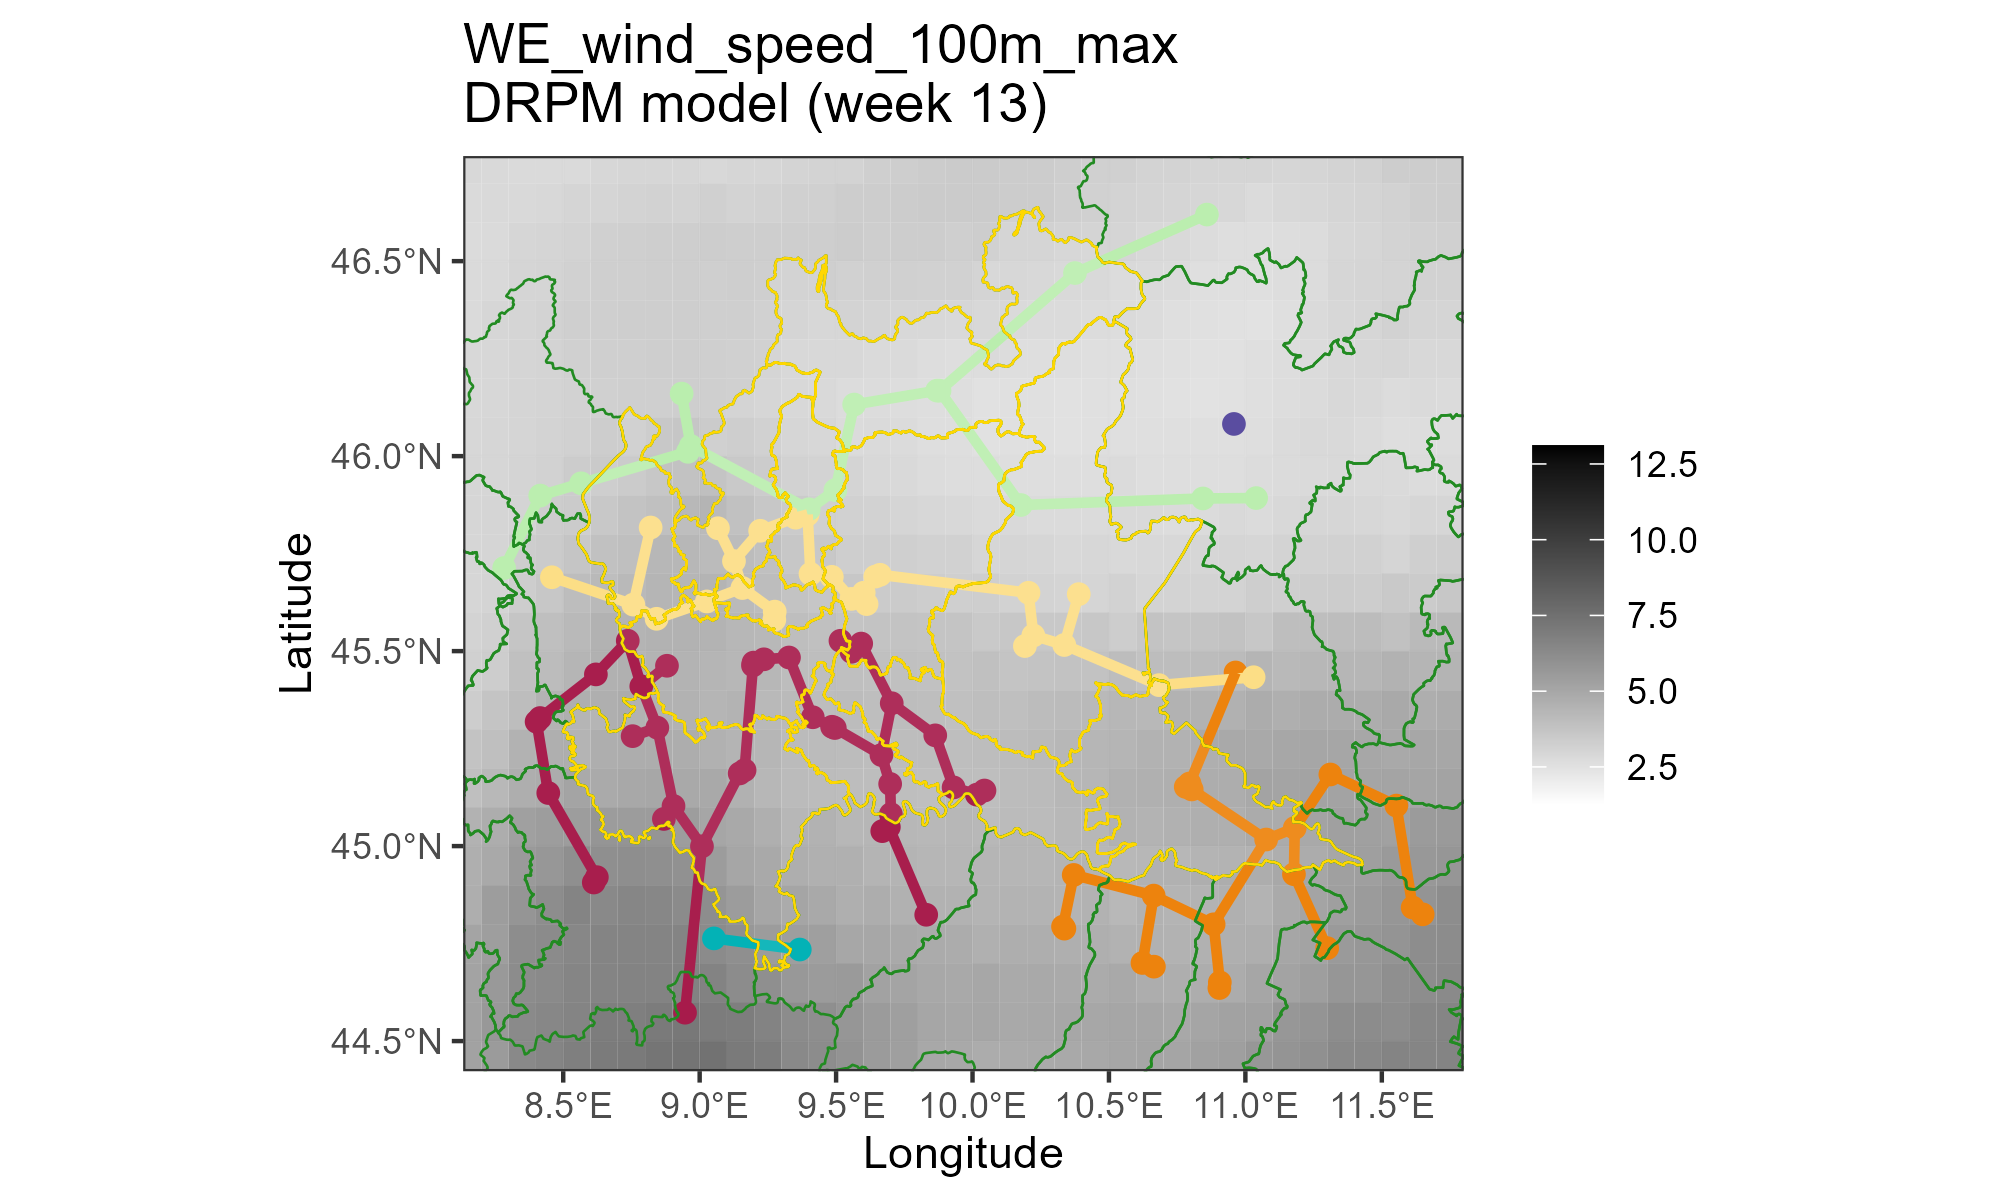 WE_wind_speed_100m_max
DRPM model (week 13)
46.5°N
46.0°N
45.5°N
45.0°N
44.5°N
Latitude
8.5°E
9.0°E
9.5°E
10.0°E
10.5°E
11.0°E
11.5°E
Longitude
12.5
10.0
7.5
5.0
2.5